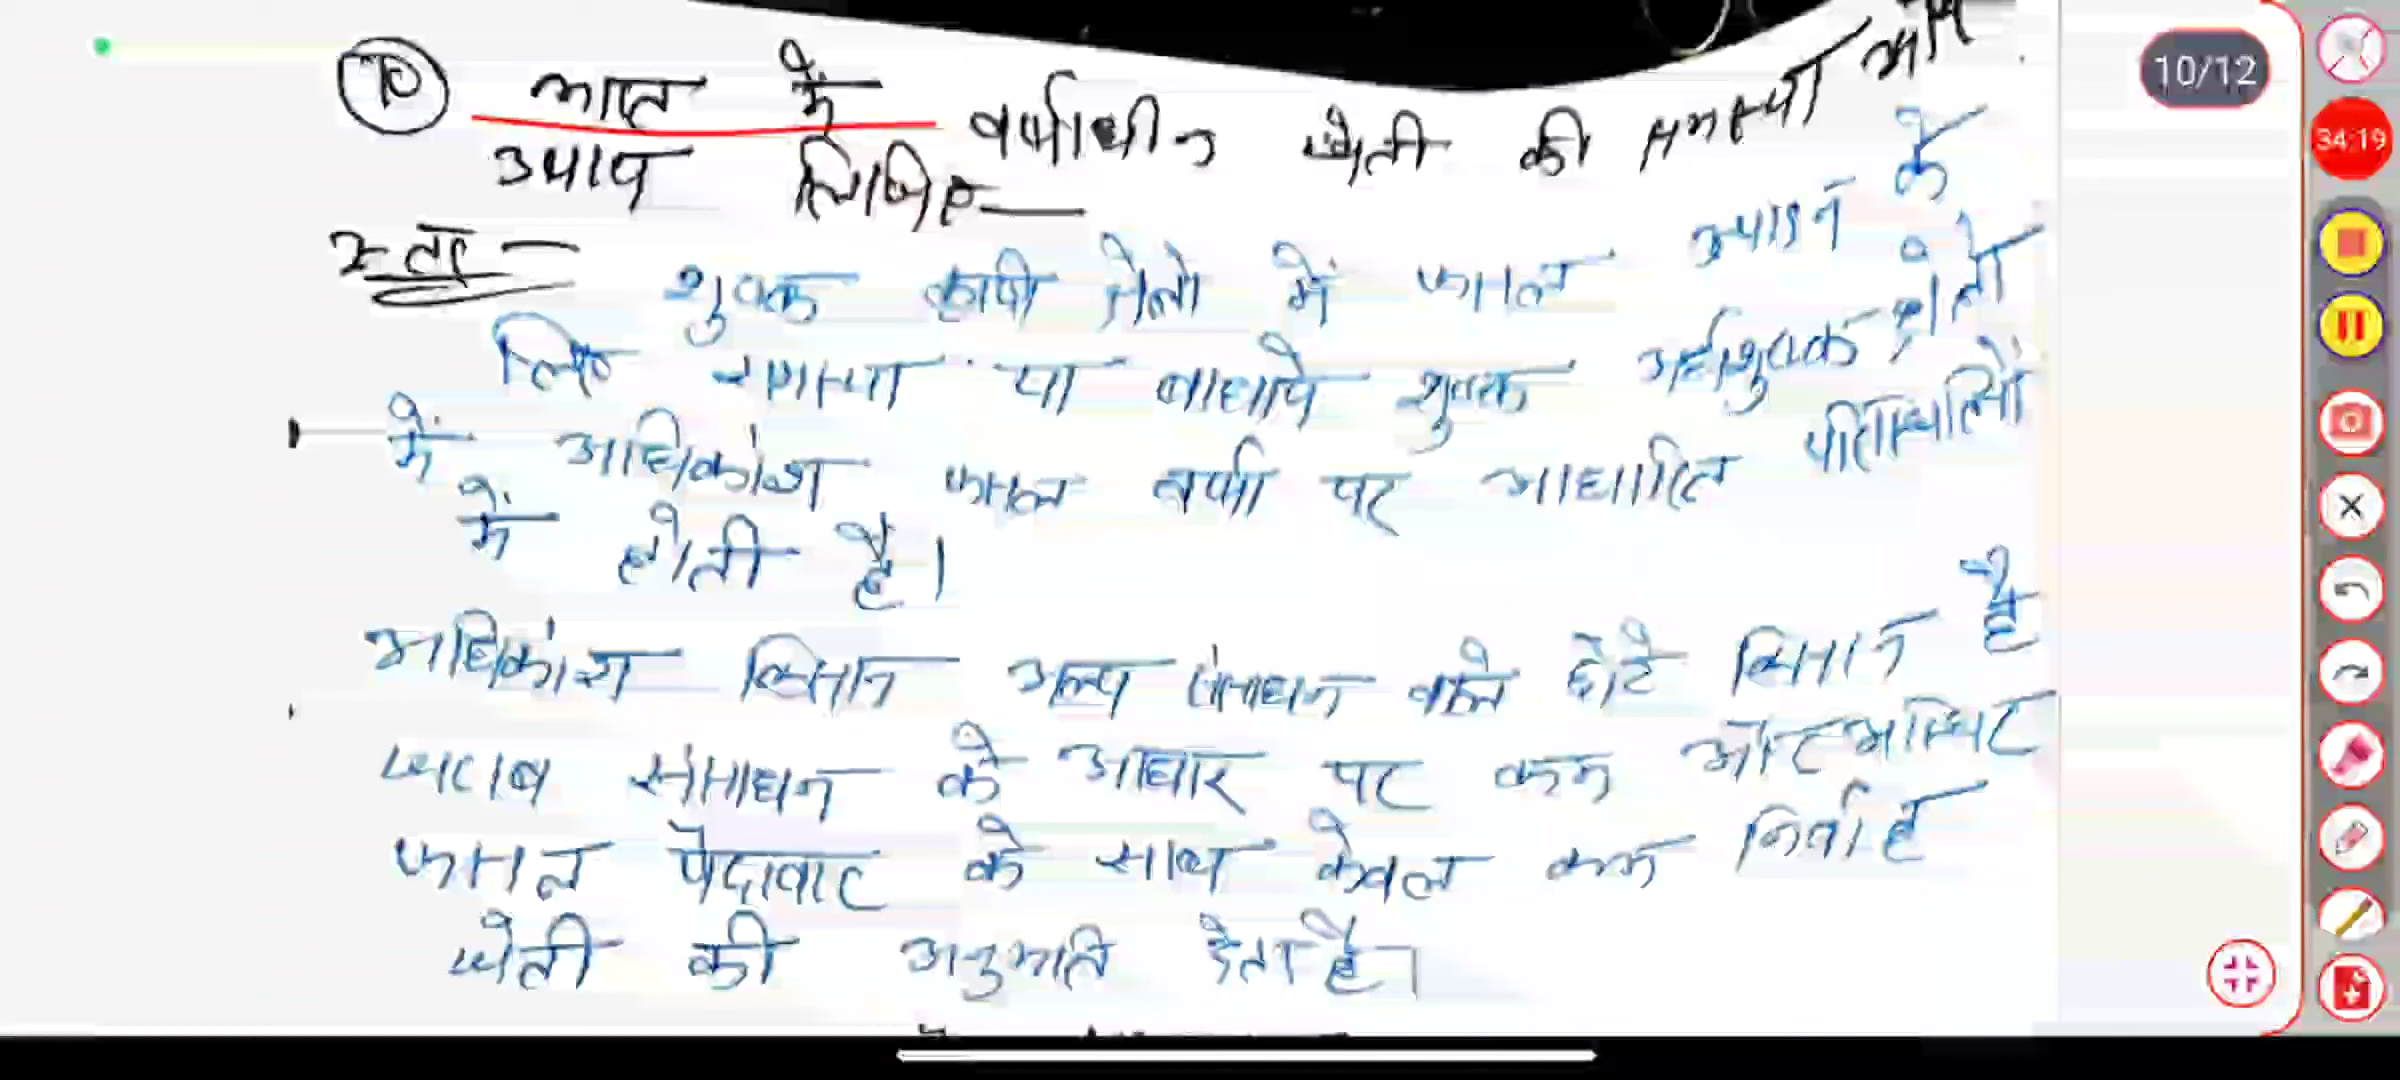 10/12
34:19
⑩ भारत में वर्षाधीन खेती की समस्या और
उपाय लिखिए—
उत्तर — शुष्क कृषि क्षेत्रों में फसल उत्पादन के
लिए समस्या या बाधाएं शुष्क अर्धशुष्क क्षेत्रों
में अधिकांश फसल वर्षा पर आधारित परिस्थितियों
में होती है।
अधिकांश किसान अल्प संसाधन वाले छोटे किसान है
खराब संसाधन के आधार पर कम और अस्थिर
फसल पैदावार के साथ केवल कम निर्वाह
खेती की अनुमति देता है।